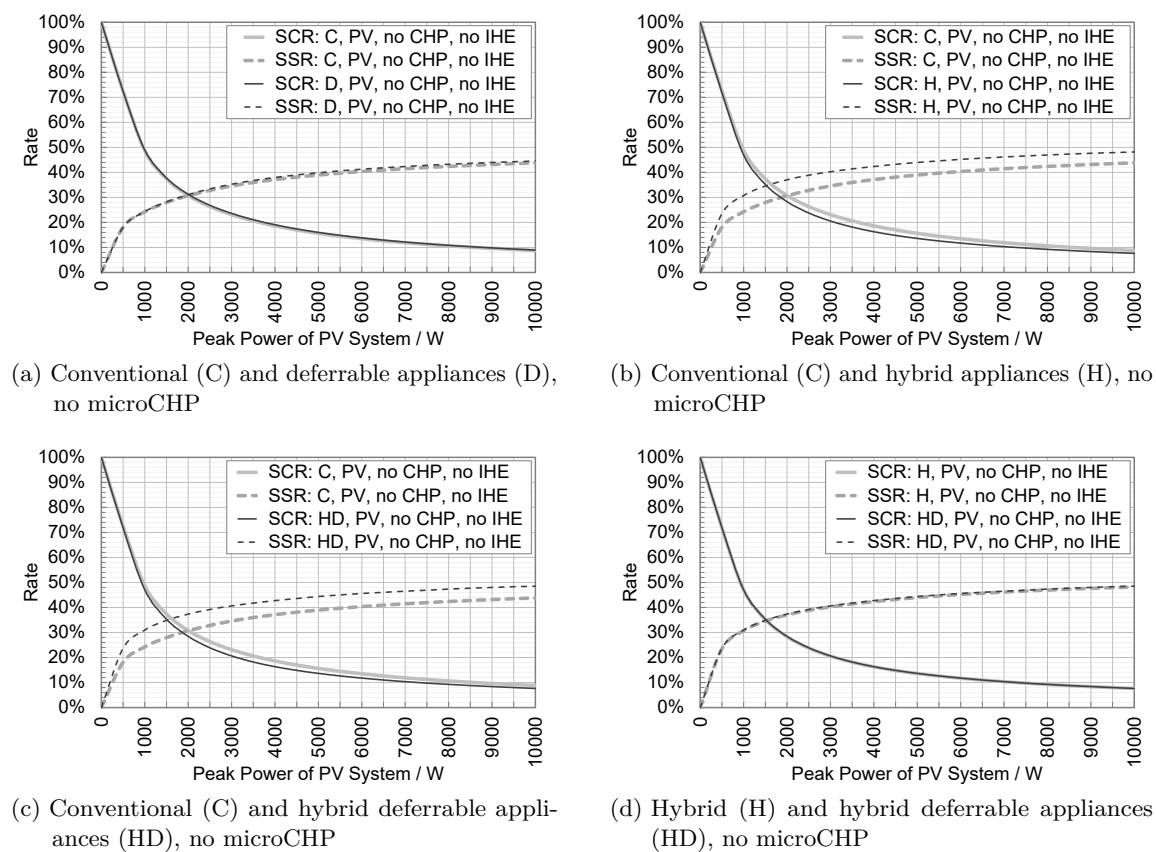 100%
90%
80%
70%
60%
50%
40%
30%
20%
10%
0%
Rate
SCR: C, PV, no CHP, no IHE
SSR: C, PV, no CHP, no IHE
SCR: D, PV, no CHP, no IHE
SSR: D, PV, no CHP, no IHE
0
1000
2000
3000
4000
5000
6000
7000
8000
9000
10000
Peak Power of PV System / W
(a) Conventional (C) and deferrable appliances (D),
no microCHP
100%
90%
80%
70%
60%
50%
40%
30%
20%
10%
0%
Rate
SCR: C, PV, no CHP, no IHE
SSR: C, PV, no CHP, no IHE
SCR: H, PV, no CHP, no IHE
SSR: H, PV, no CHP, no IHE
0
1000
2000
3000
4000
5000
6000
7000
8000
9000
10000
Peak Power of PV System / W
(b) Conventional (C) and hybrid appliances (H), no
microCHP
100%
90%
80%
70%
60%
50%
40%
30%
20%
10%
0%
Rate
SCR: C, PV, no CHP, no IHE
SSR: C, PV, no CHP, no IHE
SCR: HD, PV, no CHP, no IHE
SSR: HD, PV, no CHP, no IHE
0
1000
2000
3000
4000
5000
6000
7000
8000
9000
10000
Peak Power of PV System / W
(c) Conventional (C) and hybrid deferrable appli-
ances (HD), no microCHP
100%
90%
80%
70%
60%
50%
40%
30%
20%
10%
0%
Rate
SCR: H, PV, no CHP, no IHE
SSR: H, PV, no CHP, no IHE
SCR: HD, PV, no CHP, no IHE
SSR: HD, PV, no CHP, no IHE
0
1000
2000
3000
4000
5000
6000
7000
8000
9000
10000
Peak Power of PV System / W
(d) Hybrid (H) and hybrid deferrable appliances
(HD), no microCHP